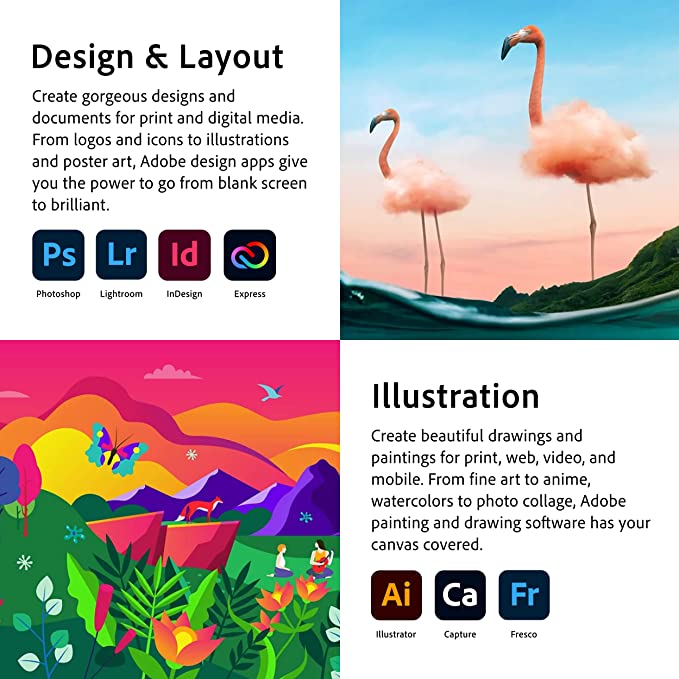 Design & Layout
Create gorgeous designs and
documents for print and digital media.
From logos and icons to illustrations
and poster art, Adobe design apps give
you the power to go from blank screen
to brilliant.
Ps Lr Id
Photoshop Lightroom InDesign Express
Illustration
Create beautiful drawings and
paintings for print, web, video, and
mobile. From fine art to anime,
watercolors to photo collage, Adobe
painting and drawing software has your
canvas covered.
Ai Ca Fr
Illustrator Capture Fresco